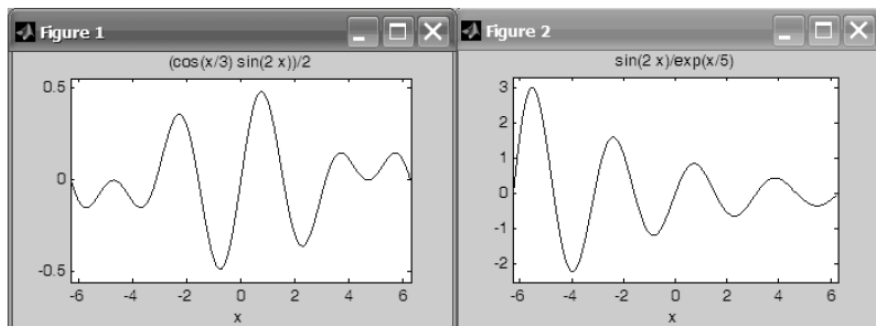 Figure 1
(cos(x/3) sin(2 x))/2
0.5
0
-0.5
-6 -4 -2 0 2 4 6
x
Figure 2
sin(2 x)/exp(x/5)
3
2
1
0
-1
-2
-6 -4 -2 0 2 4 6
x